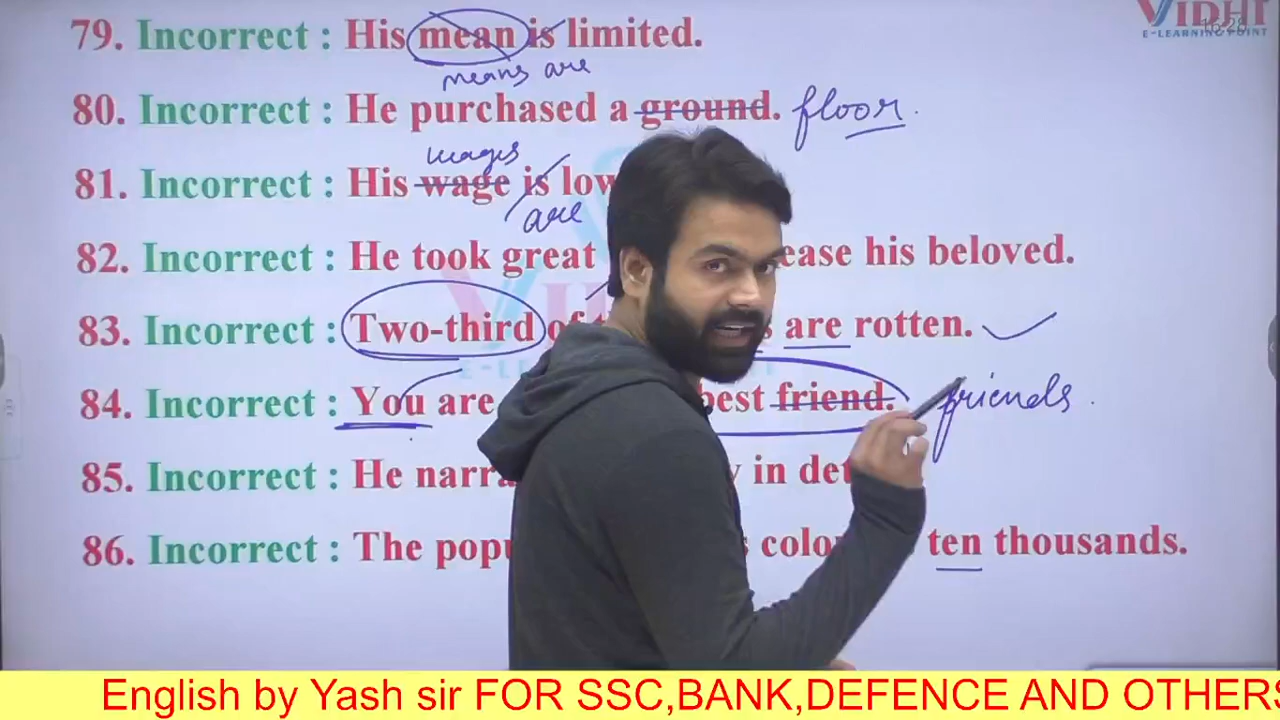 VIDHI
E-LEARNING POINT
16:28
79. Incorrect : His mean is limited.
means are
80. Incorrect : He purchased a ground. floor.
wages
81. Incorrect : His wage is low
are
82. Incorrect : He took great ease his beloved.
83. Incorrect : Two-third of are rotten.
84. Incorrect : You are best friend. friends.
85. Incorrect : He narra y in det
86. Incorrect : The popu s colo ten thousands.
English by Yash sir FOR SSC,BANK,DEFENCE AND OTHERS